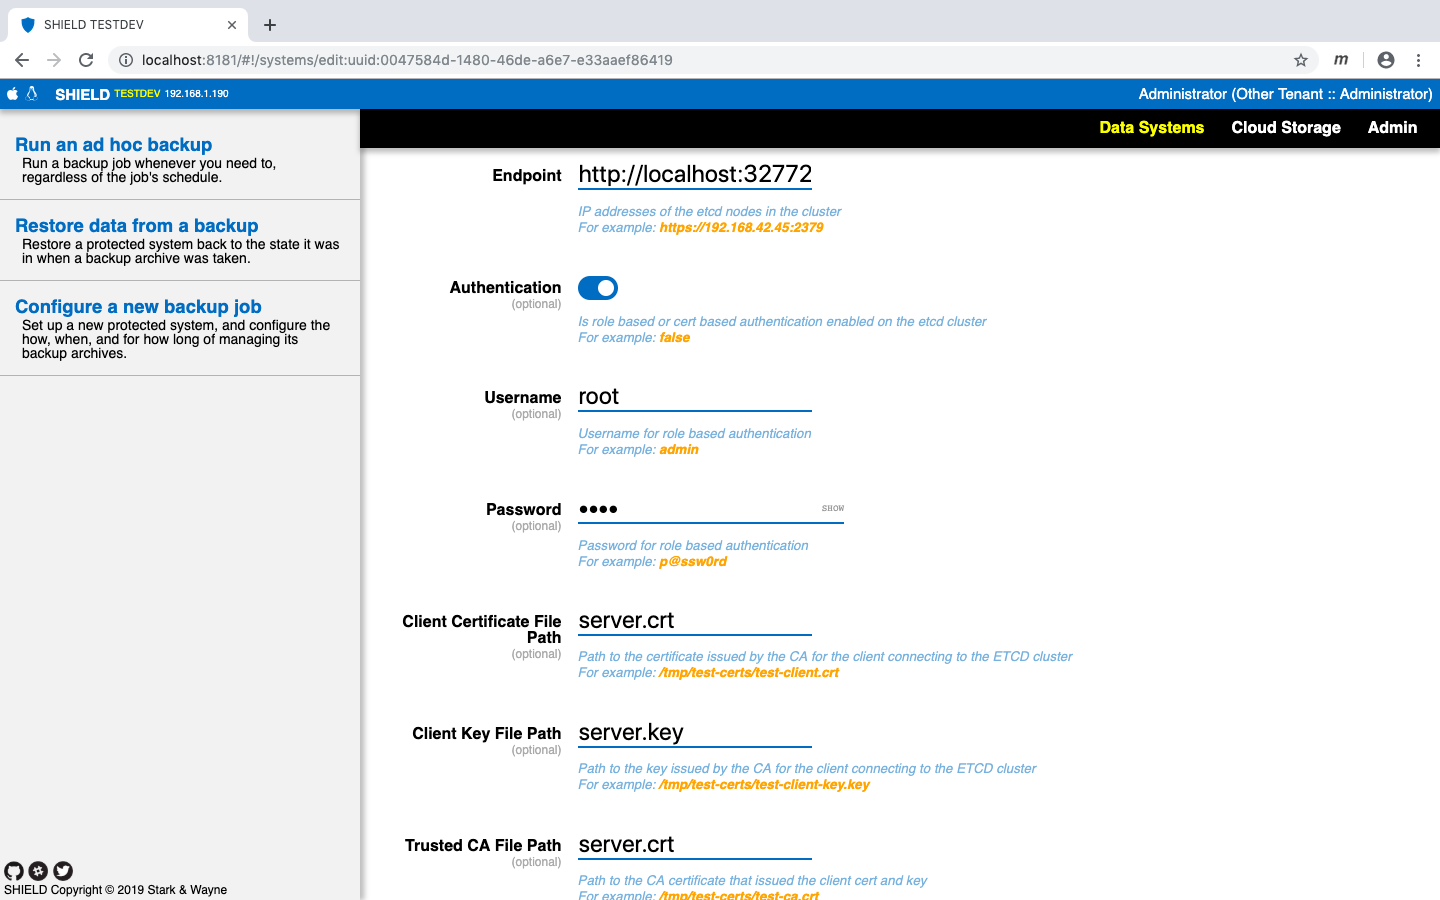 SHIELD TESTDEV
localhost:8181/#!/systems/edit:uuid:0047584d-1480-46de-a6e7-e33aaef86419
m
SHIELD TESTDEV 192.168.1.190
Administrator (Other Tenant :: Administrator)
Data Systems Cloud Storage Admin
Run an ad hoc backup
Run a backup job whenever you need to,
regardless of the job's schedule.
Restore data from a backup
Restore a protected system back to the state it was
in when a backup archive was taken.
Configure a new backup job
Set up a new protected system, and configure the
how, when, and for how long of managing its
backup archives.
SHIELD Copyright © 2019 Stark & Wayne
Endpoint http://localhost:32772
IP addresses of the etcd nodes in the cluster
For example: https://192.168.42.45:2379
Authentication
(optional)
Is role based or cert based authentication enabled on the etcd cluster
For example: false
Username root
(optional)
Username for role based authentication
For example: admin
Password •••• SHOW
(optional)
Password for role based authentication
For example: p@ssw0rd
Client Certificate File server.crt
Path
(optional)
Path to the certificate issued by the CA for the client connecting to the ETCD cluster
For example: /tmp/test-certs/test-client.crt
Client Key File Path server.key
(optional)
Path to the key issued by the CA for the client connecting to the ETCD cluster
For example: /tmp/test-certs/test-client-key.key
Trusted CA File Path server.crt
(optional)
Path to the CA certificate that issued the client cert and key
For example: /tmp/test-certs/test-ca.crt